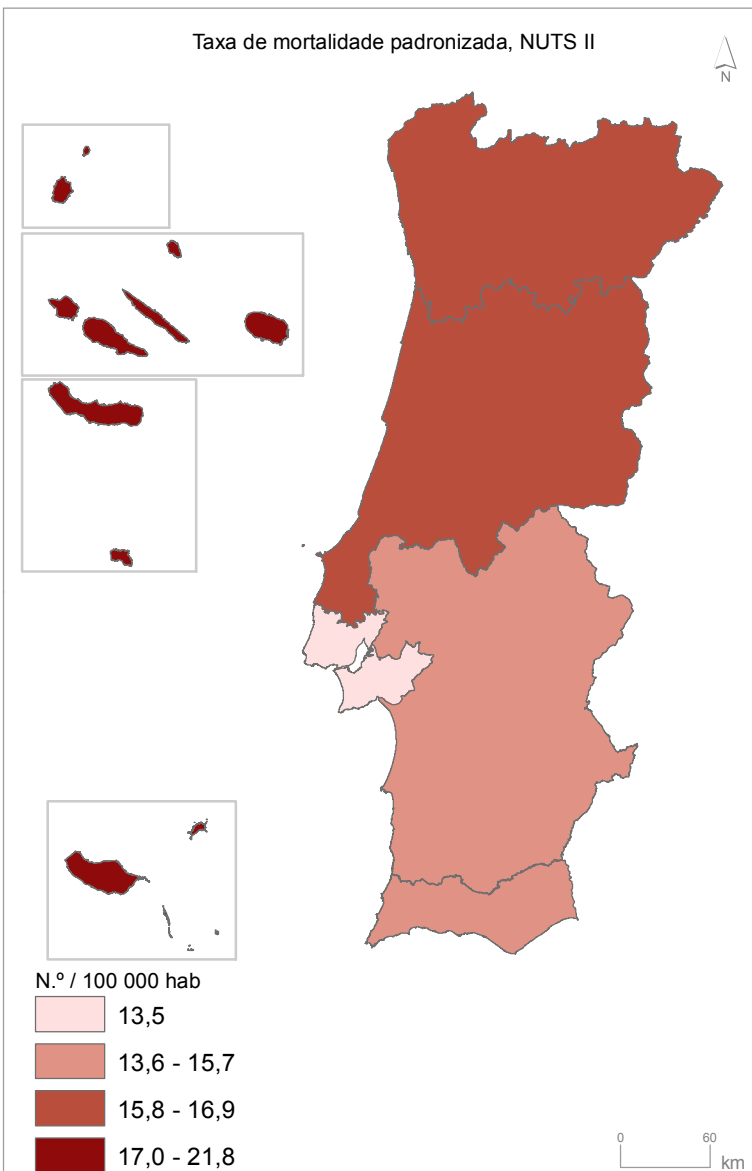 Taxa de mortalidade padronizada, NUTS II
N
N.º / 100 000 hab
13,5
13,6 - 15,7
15,8 - 16,9
17,0 - 21,8
0 60
km